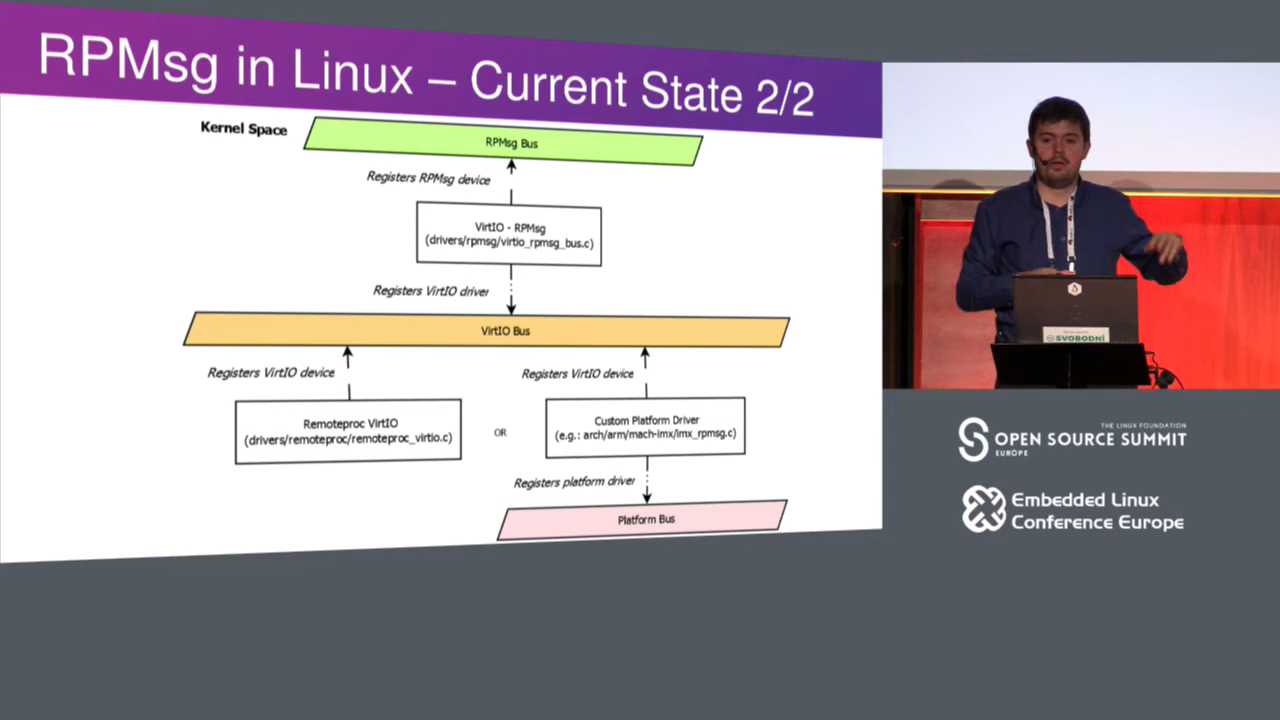 RPMsg in Linux – Current State 2/2
Kernel Space
RPMsg Bus
Registers RPMsg device
VirtIO - RPMsg
(drivers/rpmsg/virtio_rpmsg_bus.c)
Registers VirtIO driver
VirtIO Bus
Registers VirtIO device
Registers VirtIO device
Remoteproc VirtIO
(drivers/remoteproc/remoteproc_virtio.c)
OR
Custom Platform Driver
(e.g.: arch/arm/mach-imx/imx_rpmsg.c)
Registers platform driver
Platform Bus
SVOBODNÍ
THE LINUX FOUNDATION
OPEN SOURCE SUMMIT
EUROPE
Embedded Linux
Conference Europe